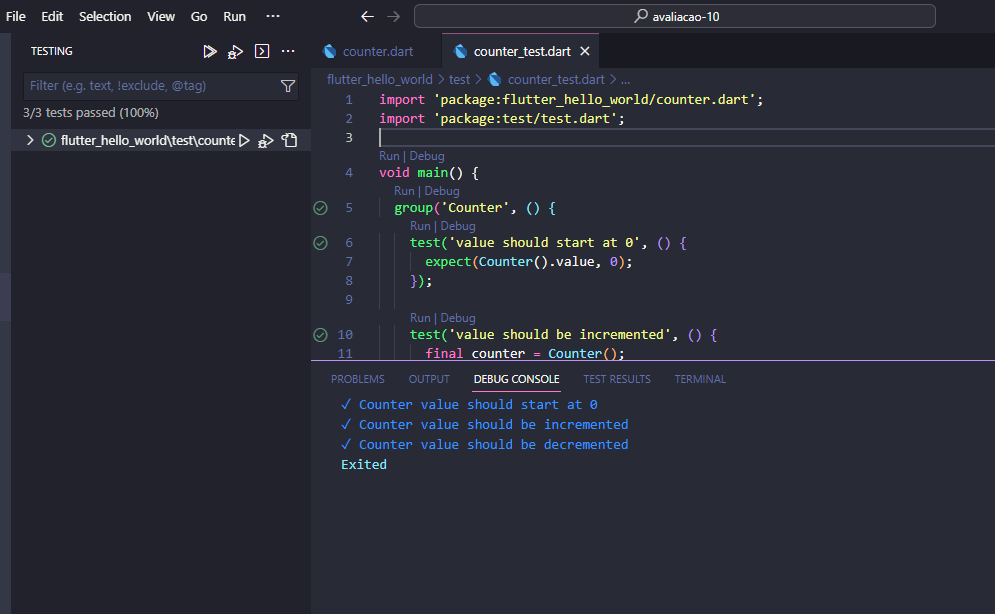 File Edit Selection View Go Run ··· avaliacao-10
TESTING
counter.dart counter_test.dart
Filter (e.g. text, !exclude, @tag)
flutter_hello_world > test > counter_test.dart > ...
3/3 tests passed (100%)
flutter_hello_world\test\counte
1 import 'package:flutter_hello_world/counter.dart';
2 import 'package:test/test.dart';
3
Run | Debug
4 void main() {
Run | Debug
5 group('Counter', () {
Run | Debug
6 test('value should start at 0', () {
7 expect(Counter().value, 0);
8 });
9
Run | Debug
10 test('value should be incremented', () {
11 final counter = Counter();
PROBLEMS OUTPUT DEBUG CONSOLE TEST RESULTS TERMINAL
✓ Counter value should start at 0
✓ Counter value should be incremented
✓ Counter value should be decremented
Exited